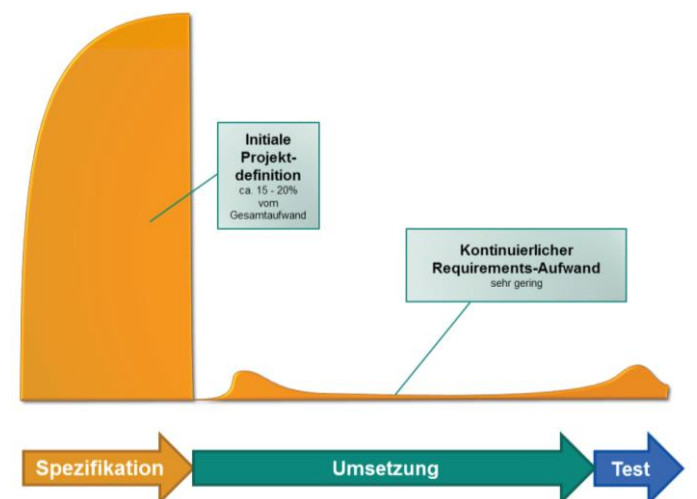 Initiale
Projekt-
definition
ca. 15 - 20%
vom
Gesamtaufwand
Kontinuierlicher
Requirements-Aufwand
sehr gering
Spezifikation
Umsetzung
Test